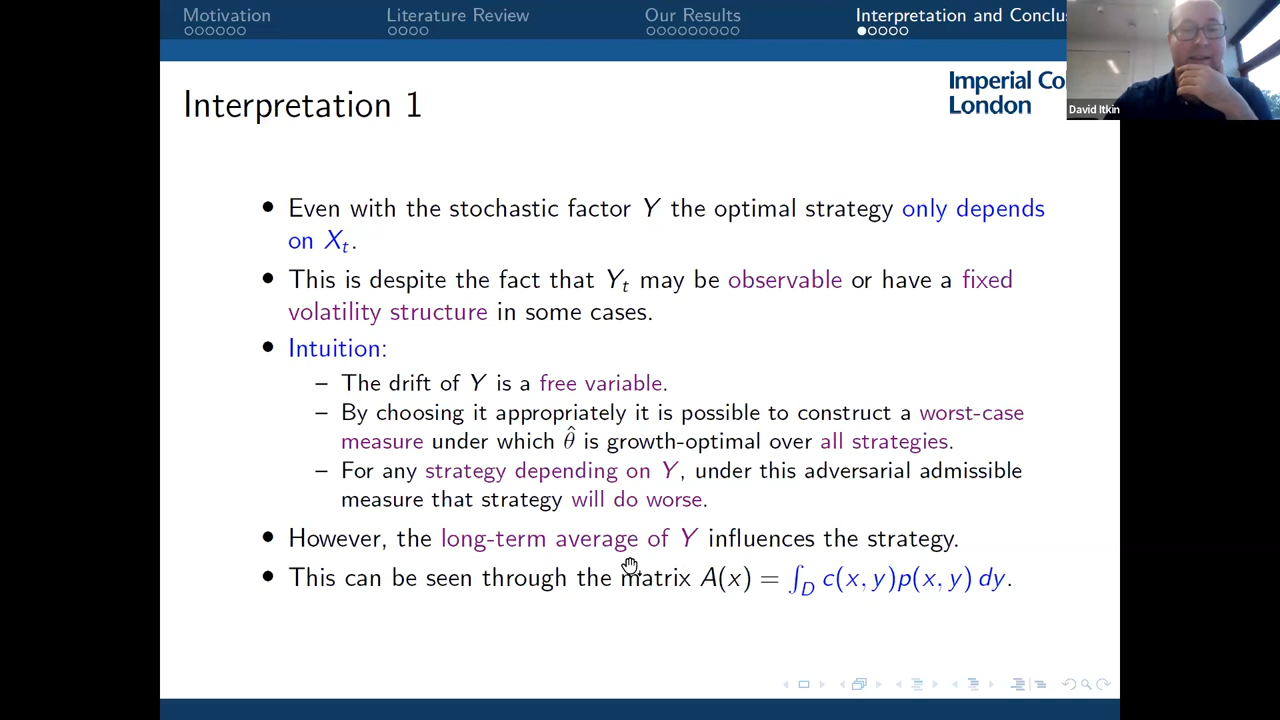 Motivation
Literature Review
Our Results
Interpretation and Conclus
Imperial Co
London
David Itkin
Interpretation 1
• Even with the stochastic factor Y the optimal strategy only depends
on Xₜ.
• This is despite the fact that Yₜ may be observable or have a fixed
volatility structure in some cases.
• Intuition:
– The drift of Y is a free variable.
– By choosing it appropriately it is possible to construct a worst-case
measure under which θ̂ is growth-optimal over all strategies.
– For any strategy depending on Y, under this adversarial admissible
measure that strategy will do worse.
• However, the long-term average of Y influences the strategy.
• This can be seen through the matrix A(x) = ∫_D c(x, y)p(x, y) dy.